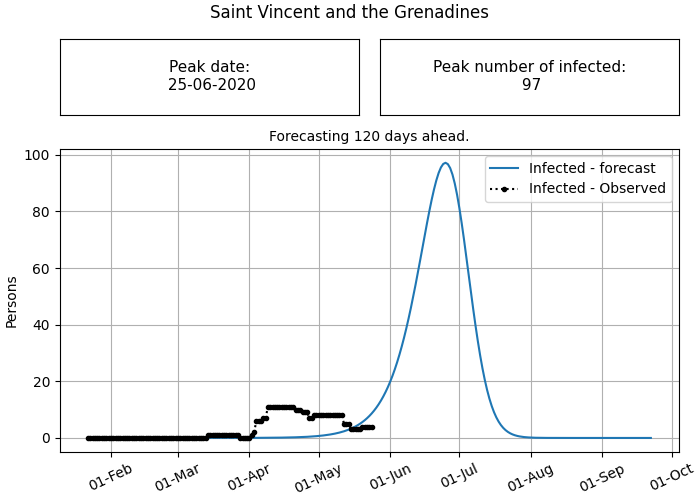 Saint Vincent and the Grenadines
Peak date:
25-06-2020
Peak number of infected:
97
Forecasting 120 days ahead.
Infected - forecast
Infected - Observed
Persons
100
80
60
40
20
0
01-Feb
01-Mar
01-Apr
01-May
01-Jun
01-Jul
01-Aug
01-Sep
01-Oct